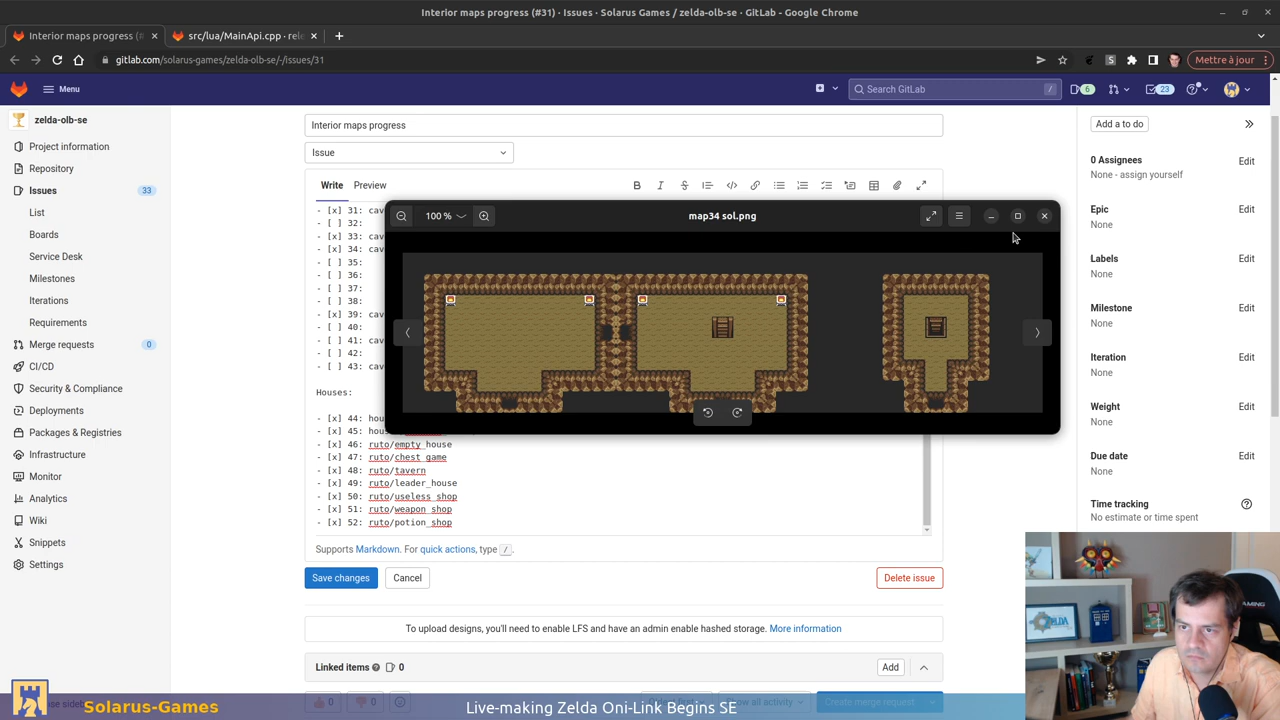 Interior maps progress (#31) · Issues · Solarus Games / zelda-olb-se · GitLab - Google Chrome
Interior maps progress (#
src/lua/MainApi.cpp · rele
gitlab.com/solarus-games/zelda-olb-se/-/issues/31
Mettre à jour
Menu
Search GitLab
/
6
23
zelda-olb-se
Project information
Repository
Issues
33
List
Boards
Service Desk
Milestones
Iterations
Requirements
Merge requests
0
CI/CD
Security & Compliance
Deployments
Packages & Registries
Infrastructure
Monitor
Analytics
Wiki
Snippets
Settings
Interior maps progress
Issue
Write
Preview
- [x] 31: cav
- [ ] 32:
- [x] 33: cav
- [x] 34: cav
- [ ] 35:
- [ ] 36:
- [ ] 37:
- [ ] 38:
- [x] 39: cav
- [ ] 40:
- [ ] 41: cav
- [ ] 42:
- [ ] 43: cav
Houses:
- [x] 44: hou
- [x] 45: hou
- [x] 46: ruto/empty_house
- [x] 47: ruto/chest_game
- [x] 48: ruto/tavern
- [x] 49: ruto/leader_house
- [x] 50: ruto/useless_shop
- [x] 51: ruto/weapon_shop
- [x] 52: ruto/potion_shop
100 %
map34 sol.png
Supports Markdown. For quick actions, type /.
Save changes
Cancel
Delete issue
To upload designs, you'll need to enable LFS and have an admin enable hashed storage. More information
Linked items
0
Add
Add a to do
0 Assignees
Edit
None - assign yourself
Epic
Edit
None
Labels
Edit
None
Milestone
Edit
None
Iteration
Edit
None
Weight
Edit
None
Due date
Edit
None
Time tracking
No estimate or time spent
Solarus-Games
Live-making Zelda Oni-Link Begins SE